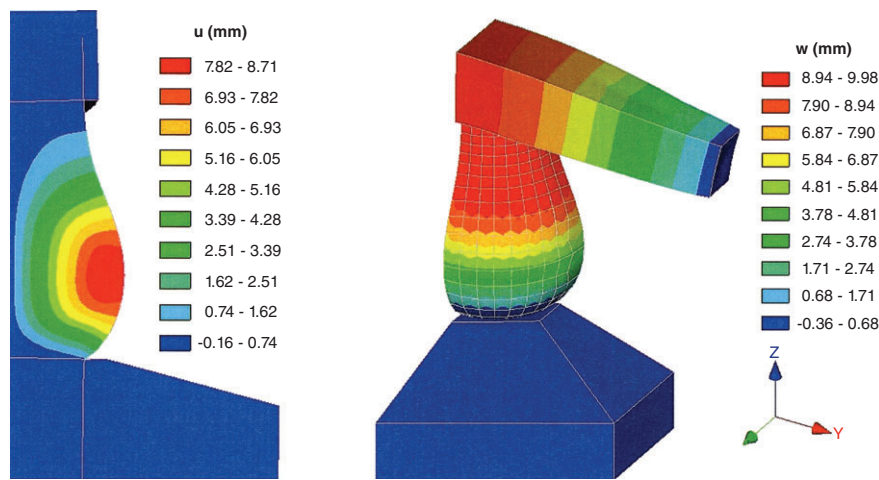 u (mm)
7.82 - 8.71
6.93 - 7.82
6.05 - 6.93
5.16 - 6.05
4.28 - 5.16
3.39 - 4.28
2.51 - 3.39
1.62 - 2.51
0.74 - 1.62
-0.16 - 0.74
w (mm)
8.94 - 9.98
7.90 - 8.94
6.87 - 7.90
5.84 - 6.87
4.81 - 5.84
3.78 - 4.81
2.74 - 3.78
1.71 - 2.74
0.68 - 1.71
-0.36 - 0.68
Z
Y